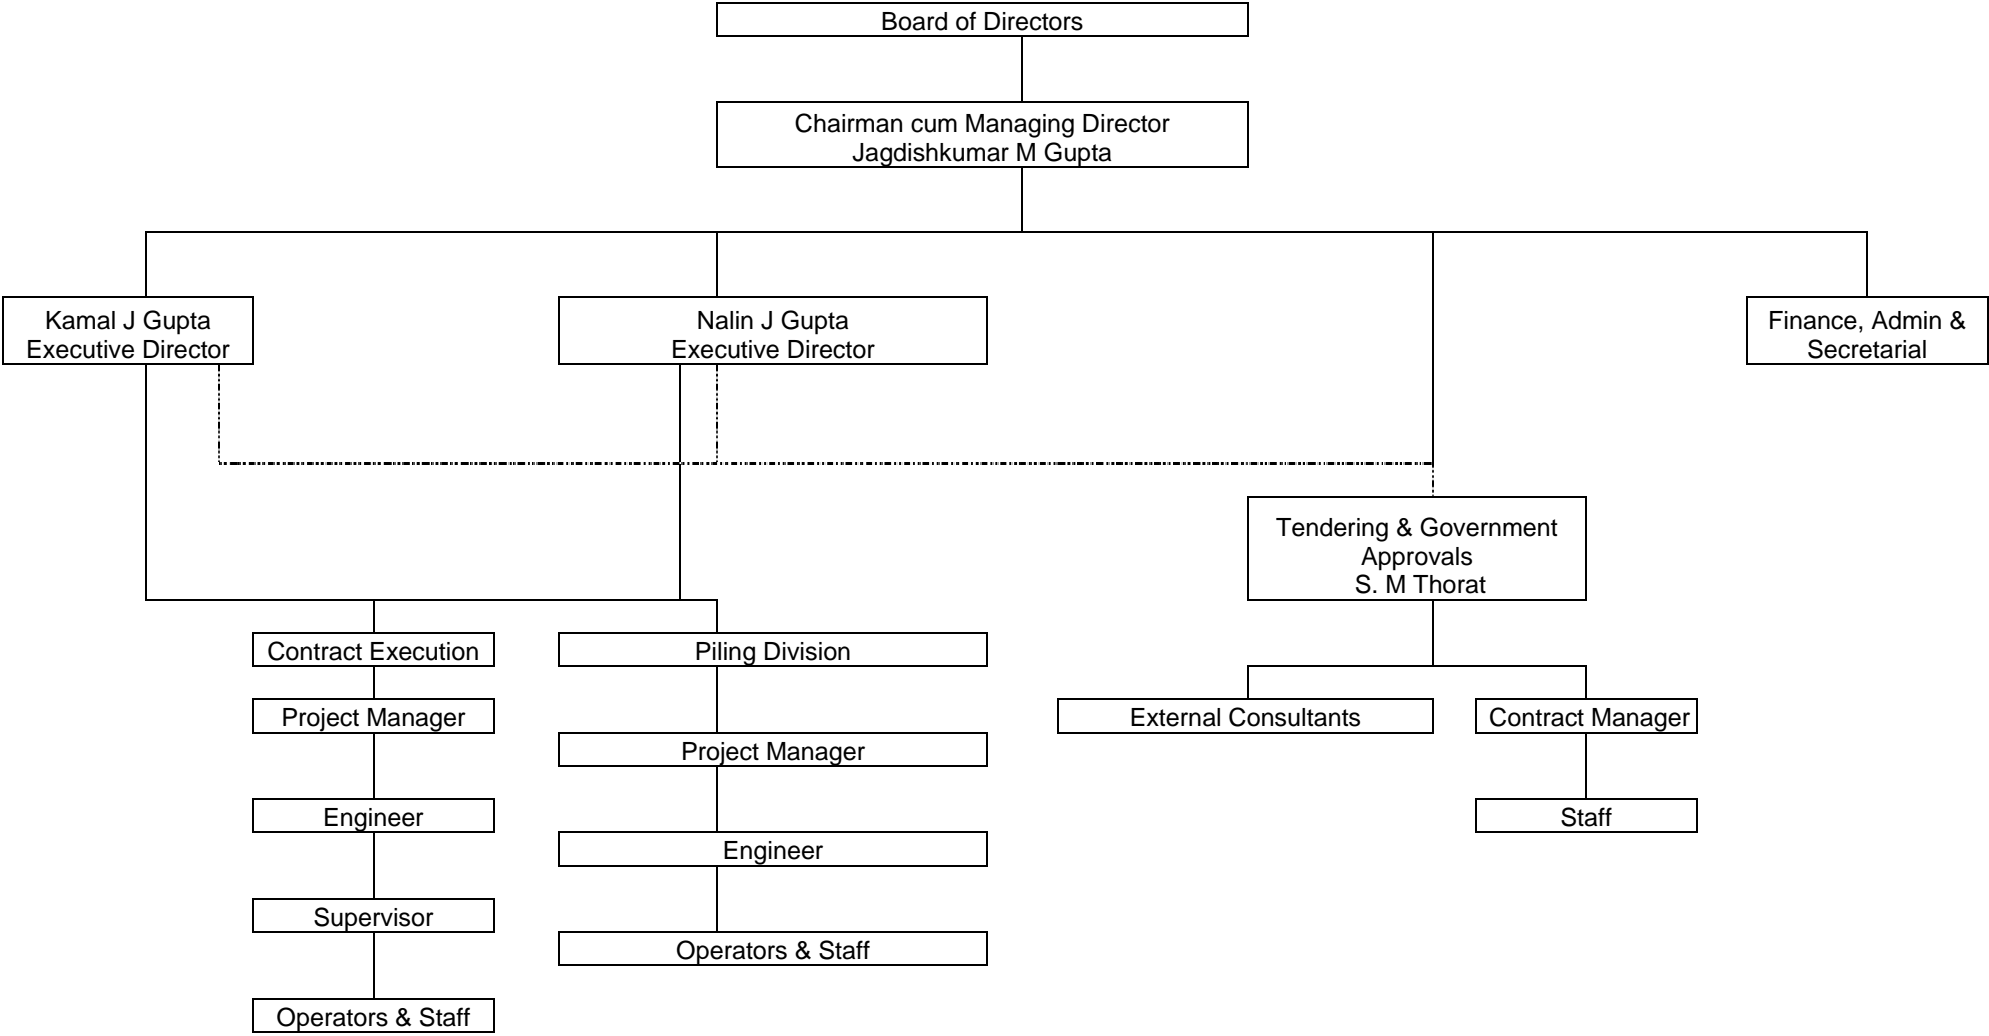 Board of Directors
Chairman cum Managing Director
Jagdishkumar M Gupta
Kamal J Gupta
Executive Director
Nalin J Gupta
Executive Director
Finance, Admin &
Secretarial
Tendering & Government
Approvals
S. M Thorat
Contract Execution
Piling Division
Project Manager
External Consultants
Contract Manager
Project Manager
Engineer
Staff
Engineer
Supervisor
Operators & Staff
Operators & Staff